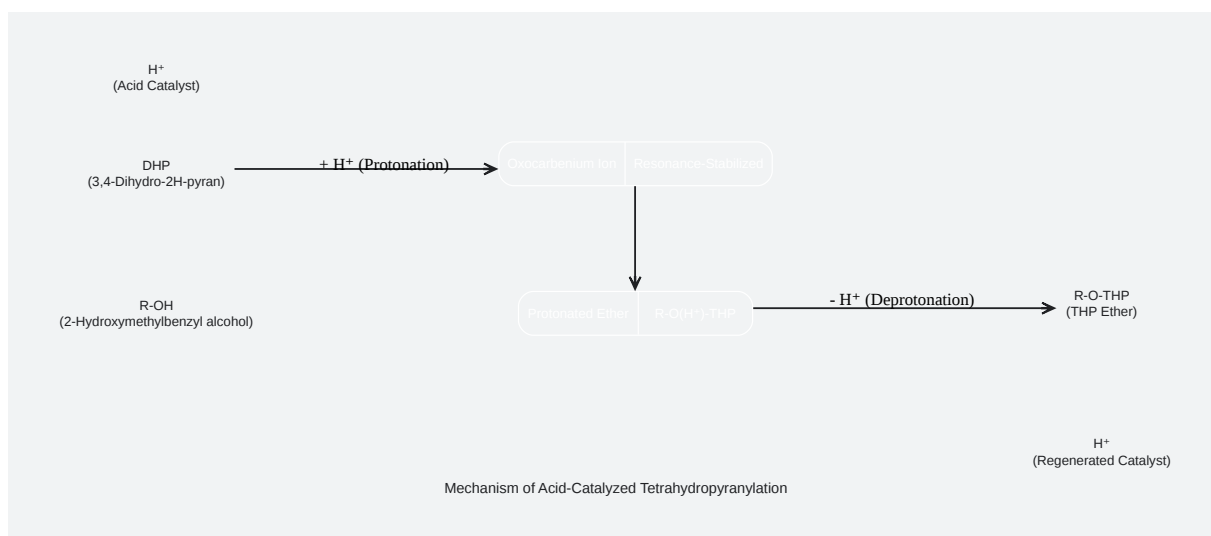 H⁺
(Acid Catalyst)
DHP
(3,4-Dihydro-2H-pyran)
+ H⁺ (Protonation)
Oxocarbenium Ion
Resonance-Stabilized
R-OH
(2-Hydroxymethylbenzyl alcohol)
Protonated Ether
R-O(H⁺)-THP
- H⁺ (Deprotonation)
R-O-THP
(THP Ether)
H⁺
(Regenerated Catalyst)
Mechanism of Acid-Catalyzed Tetrahydropyranylation